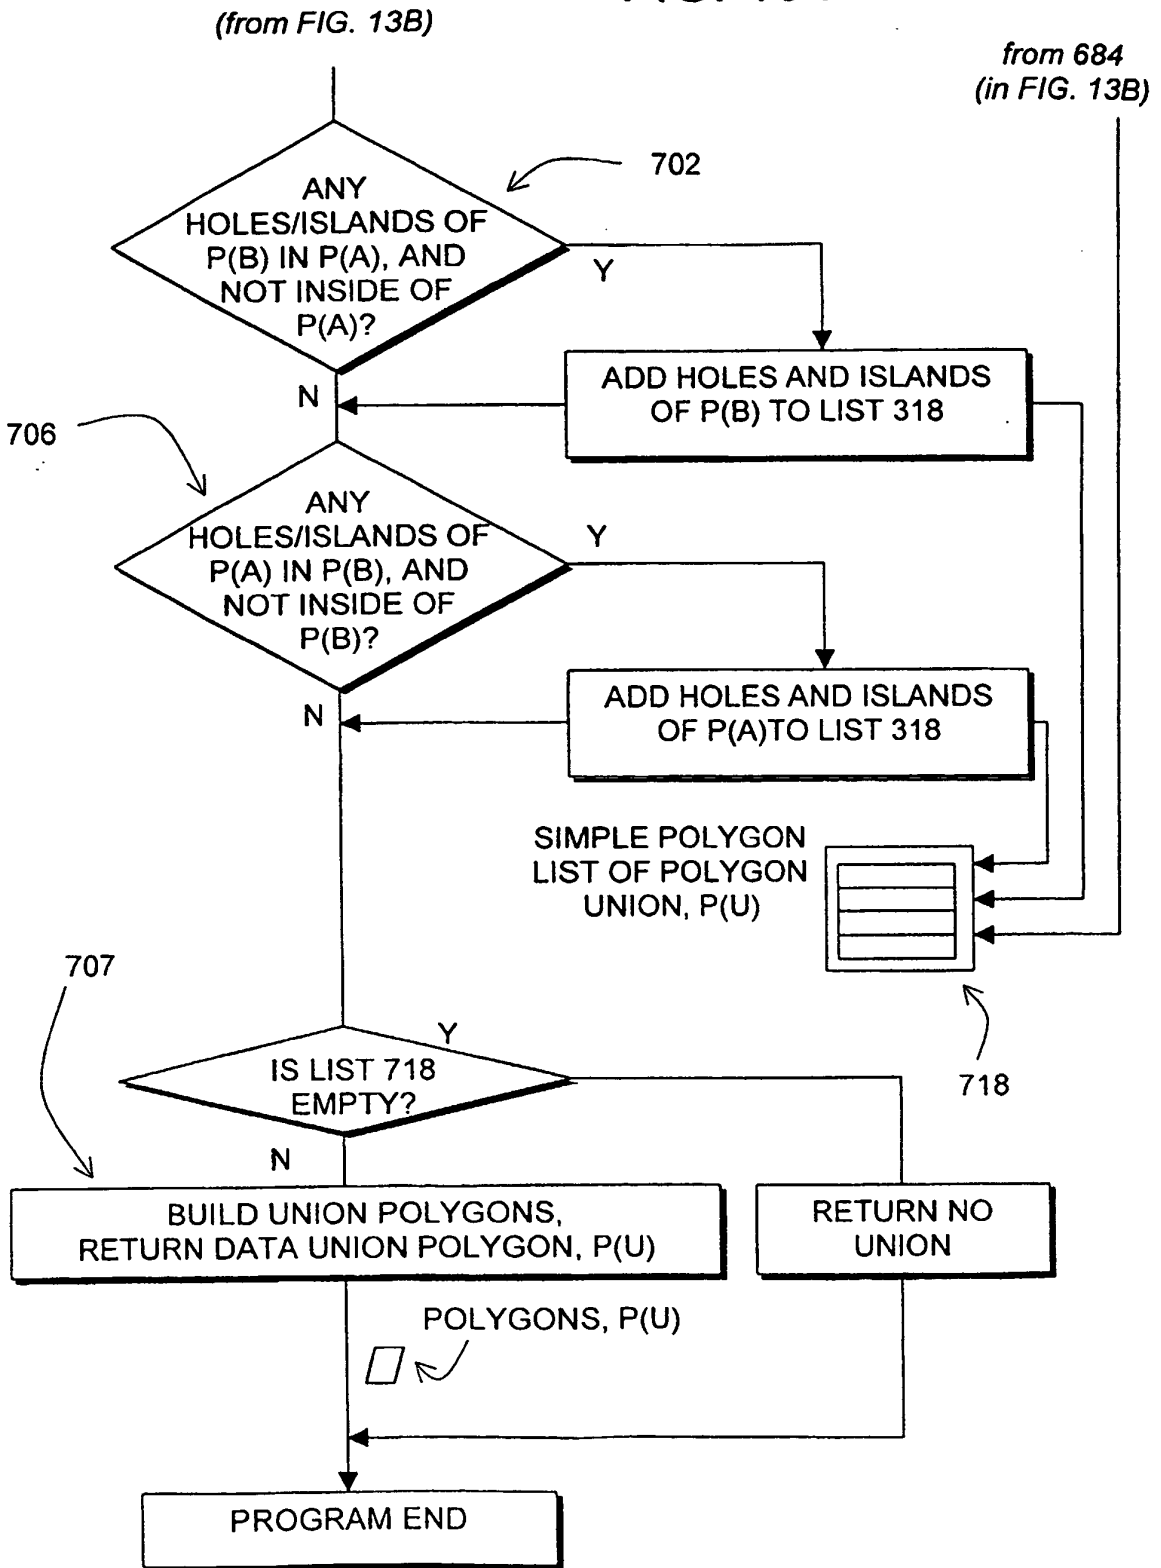 (from FIG. 13B)
from 684
(in FIG. 13B)
702
ANY
HOLES/ISLANDS OF
P(B) IN P(A), AND
NOT INSIDE OF
P(A)?
Y
N
ADD HOLES AND ISLANDS
OF P(B) TO LIST 318
706
ANY
HOLES/ISLANDS OF
P(A) IN P(B), AND
NOT INSIDE OF
P(B)?
Y
N
ADD HOLES AND ISLANDS
OF P(A)TO LIST 318
SIMPLE POLYGON
LIST OF POLYGON
UNION, P(U)
718
707
IS LIST 718
EMPTY?
Y
N
BUILD UNION POLYGONS,
RETURN DATA UNION POLYGON, P(U)
RETURN NO
UNION
POLYGONS, P(U)
PROGRAM END